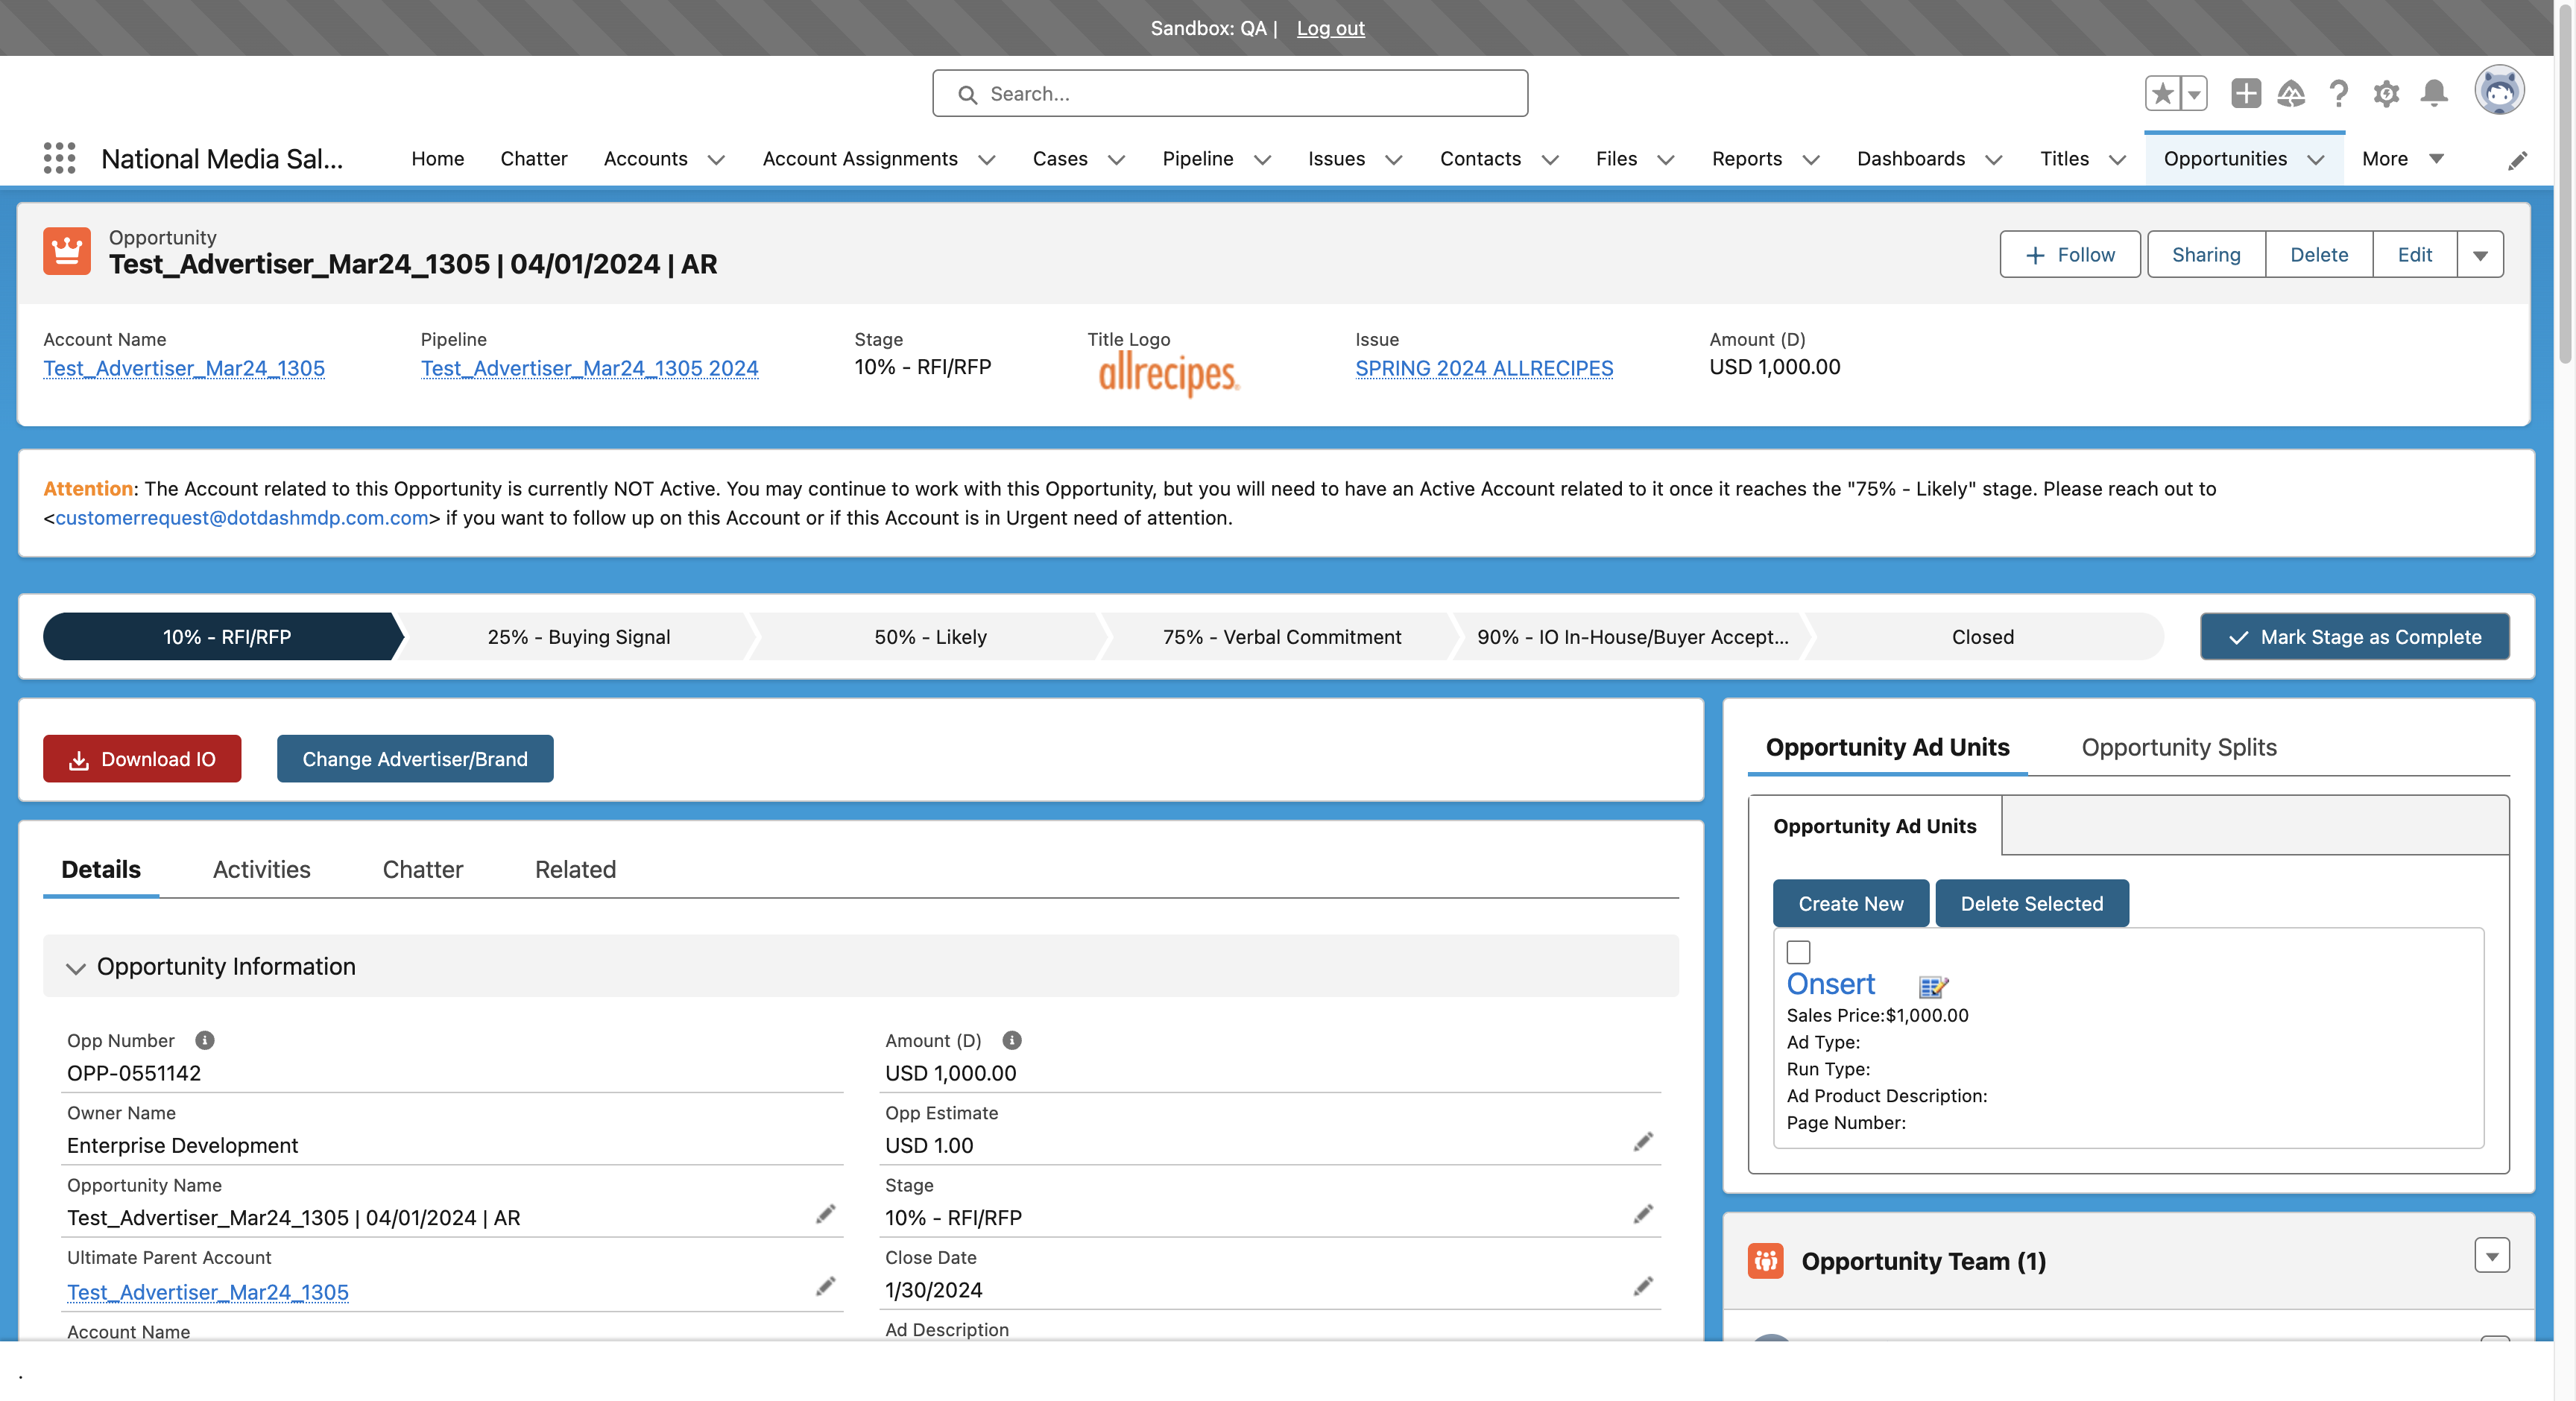 Sandbox: QA | Log out
Search...
National Media Sal...
Home
Chatter
Accounts
Account Assignments
Cases
Pipeline
Issues
Contacts
Files
Reports
Dashboards
Titles
Opportunities
More
Opportunity
Test_Advertiser_Mar24_1305 | 04/01/2024 | AR
Follow
Sharing
Delete
Edit
Account Name
Test_Advertiser_Mar24_1305
Pipeline
Test_Advertiser_Mar24_1305 2024
Stage
10% - RFI/RFP
Title Logo
allrecipes
Issue
SPRING 2024 ALLRECIPES
Amount (D)
USD 1,000.00
Attention: The Account related to this Opportunity is currently NOT Active. You may continue to work with this Opportunity, but you will need to have an Active Account related to it once it reaches the "75% - Likely" stage. Please reach out to
<customerrequest@dotdashmdp.com.com> if you want to follow up on this Account or if this Account is in Urgent need of attention.
10% - RFI/RFP
25% - Buying Signal
50% - Likely
75% - Verbal Commitment
90% - IO In-House/Buyer Accept...
Closed
Mark Stage as Complete
Download IO
Change Advertiser/Brand
Details
Activities
Chatter
Related
Opportunity Information
Opp Number
OPP-0551142
Owner Name
Enterprise Development
Opportunity Name
Test_Advertiser_Mar24_1305 | 04/01/2024 | AR
Ultimate Parent Account
Test_Advertiser_Mar24_1305
Account Name
Amount (D)
USD 1,000.00
Opp Estimate
USD 1.00
Stage
10% - RFI/RFP
Close Date
1/30/2024
Ad Description
Opportunity Ad Units
Opportunity Splits
Opportunity Ad Units
Create New
Delete Selected
Onsert
Sales Price:$1,000.00
Ad Type:
Run Type:
Ad Product Description:
Page Number:
Opportunity Team (1)
.